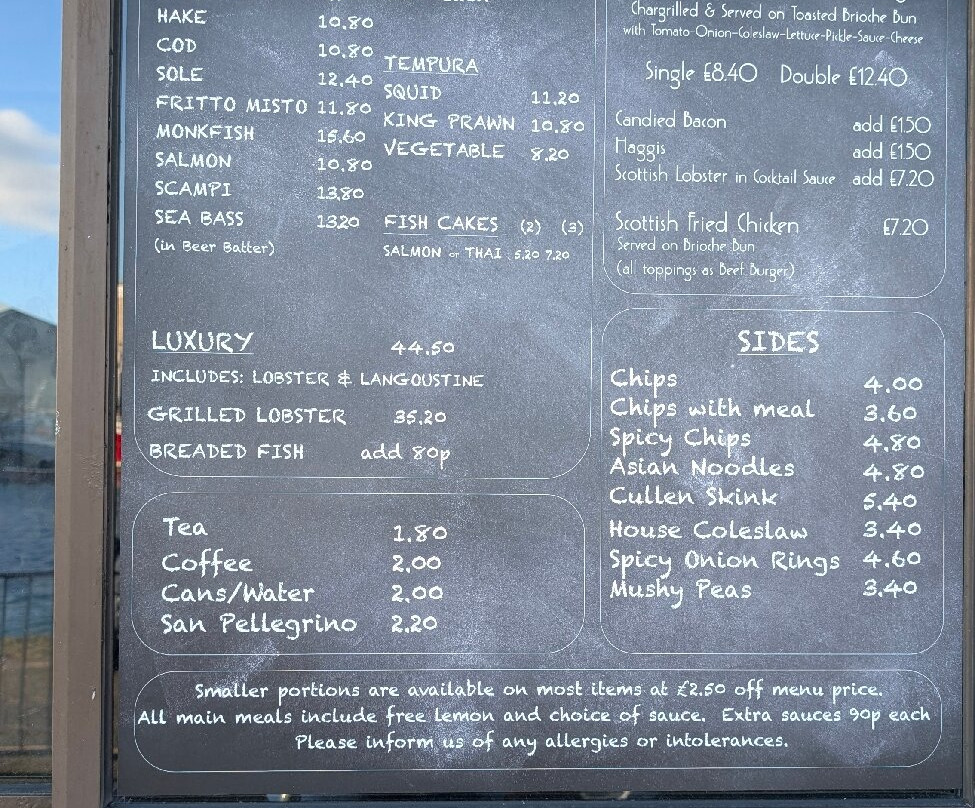 HAKE 10.80
COD 10.80
SOLE 12.40
FRITTO MISTO 11.80
MONKFISH 15.60
SALMON 10.80
SCAMPI 13.80
SEA BASS 13.20
(in Beer Batter)
TEMPURA
SQUID 11.20
KING PRAWN 10.80
VEGETABLE 8.20
FISH CAKES (2) (3)
SALMON or THAI 5.20 7.20
LUXURY 44.50
INCLUDES: LOBSTER & LANGOUSTINE
GRILLED LOBSTER 35.20
BREADED FISH add 80p
Tea 1.80
Coffee 2.00
Cans/Water 2.00
San Pellegrino 2.20
Chargrilled & Served on Toasted Brioche Bun
with Tomato-Onion-Coleslaw-Lettuce-Pickle-Sauce-Cheese
Single £8.40 Double £12.40
Candied Bacon add £1.50
Haggis add £1.50
Scottish Lobster in Cocktail Sauce add £7.20
Scottish Fried Chicken £7.20
Served on Brioche Bun
(all toppings as Beef Burger)
SIDES
Chips 4.00
Chips with meal 3.60
Spicy Chips 4.80
Asian Noodles 4.80
Cullen Skink 5.40
House Coleslaw 3.40
Spicy Onion Rings 4.60
Mushy Peas 3.40
Smaller portions are available on most items at £2.50 off menu price.
All main meals include free lemon and choice of sauce. Extra sauces 90p each
Please inform us of any allergies or intolerances.